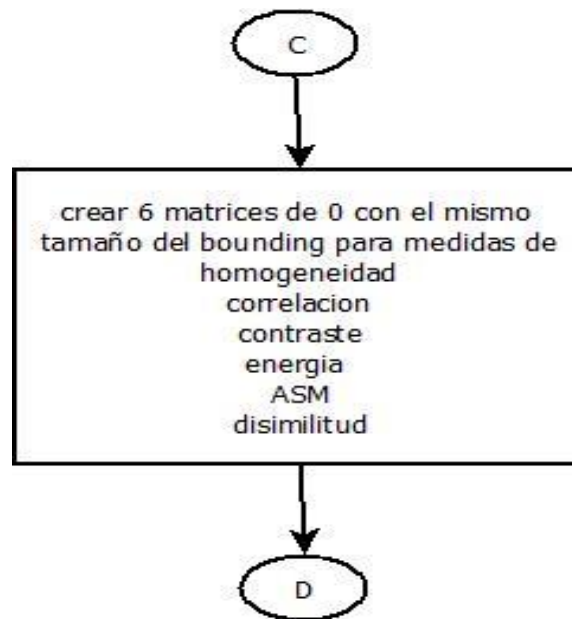 C
crear 6 matrices de 0 con el mismo
tamaño del bounding para medidas de
homogeneidad
correlacion
contraste
energia
ASM
disimilitud
D